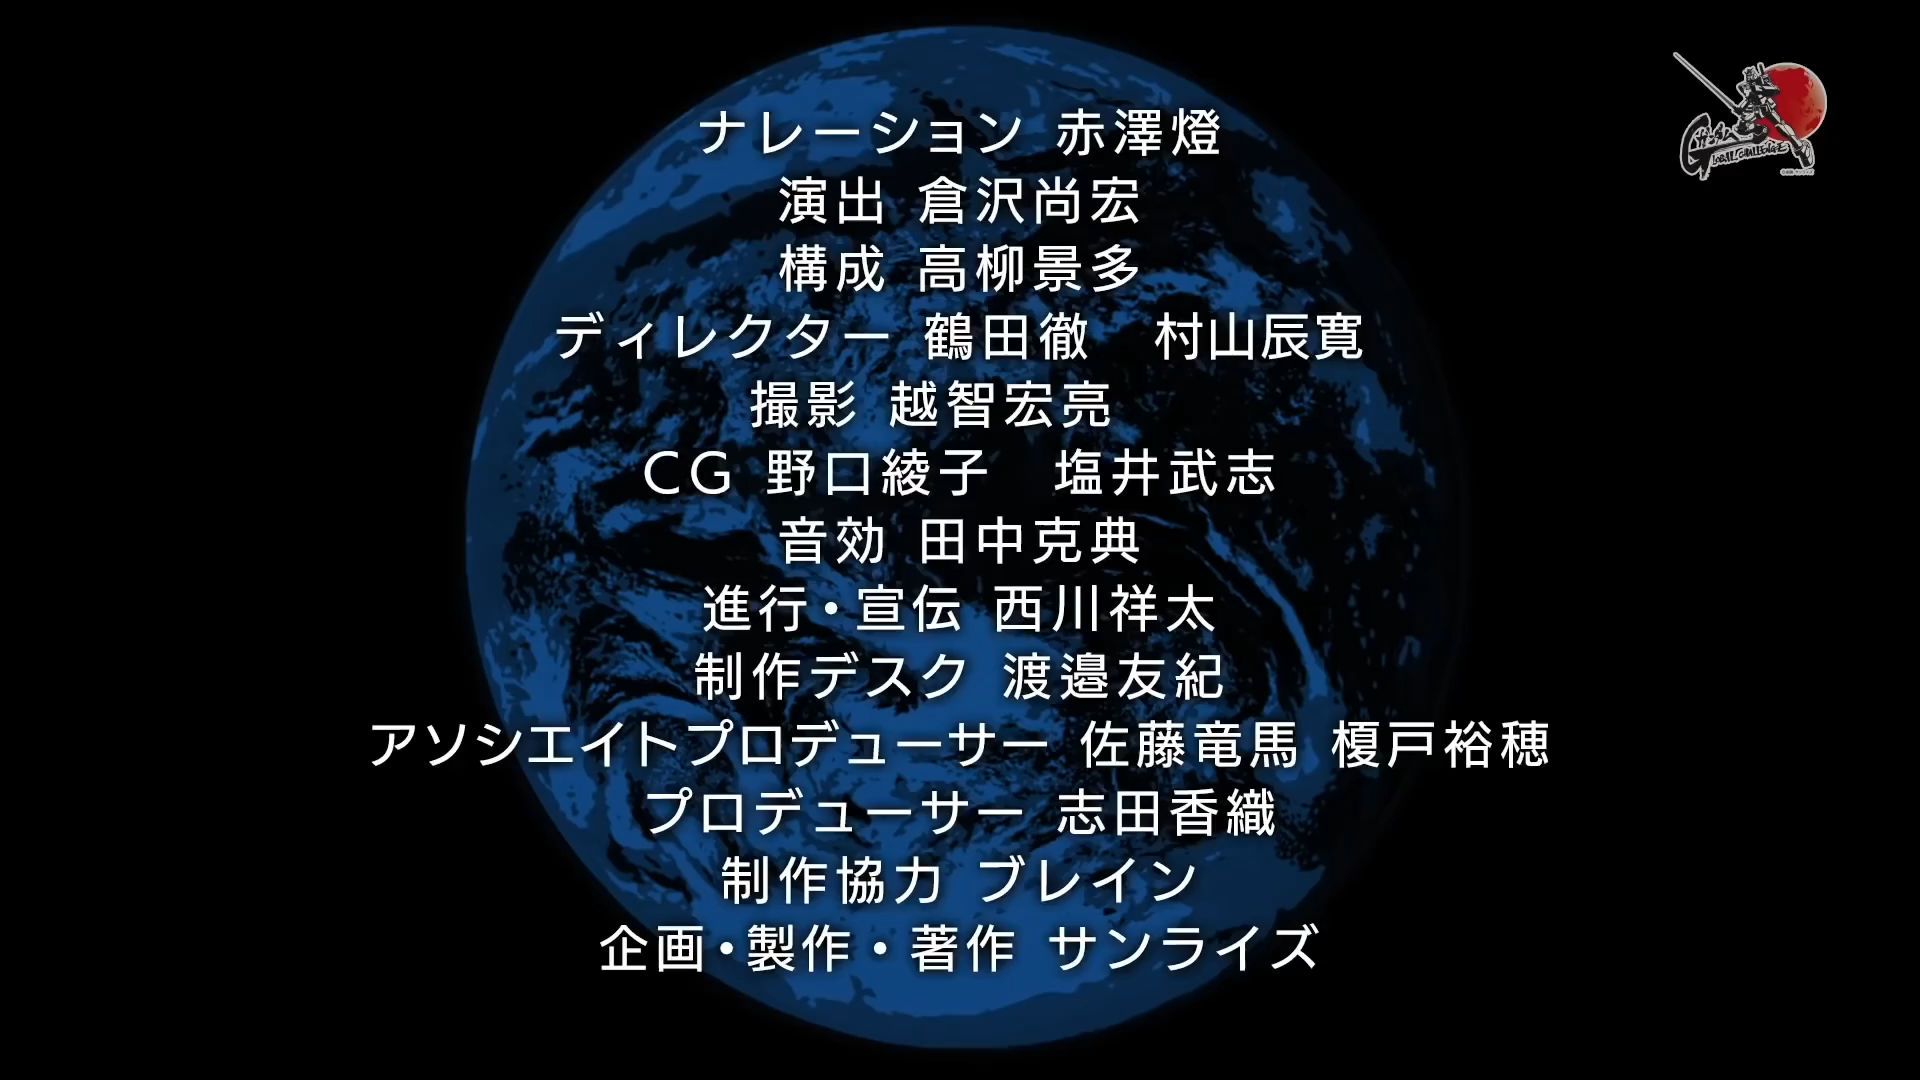 ナレーション 赤澤燈
演出 倉沢尚宏
構成 高柳景多
ディレクター 鶴田徹　村山辰寛
撮影 越智宏亮
CG 野口綾子　塩井武志
音効 田中克典
進行・宣伝 西川祥太
制作デスク 渡邉友紀
アソシエイトプロデューサー 佐藤竜馬 榎戸裕穂
プロデューサー 志田香織
制作協力 ブレイン
企画・製作・著作 サンライズ
GLOBAL CHALLENGE